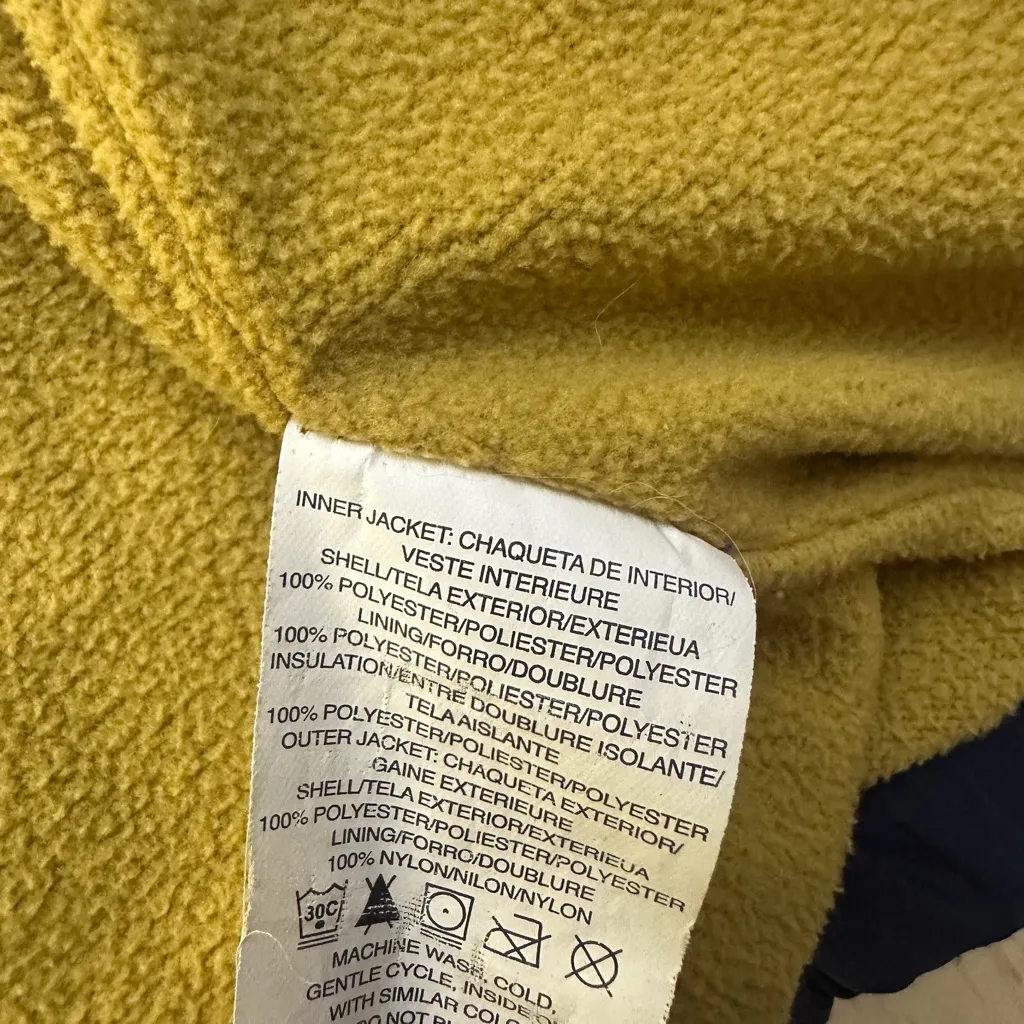 INNER JACKET: CHAQUETA DE INTERIOR/
VESTE INTERIEURE
SHELL/TELA EXTERIOR/EXTERIEUA
100% POLYESTER/POLIESTER/POLYESTER
LINING/FORRO/DOUBLURE
100% POLYESTER/POLIESTER/POLYESTER
INSULATION/ENTRE DOUBLURE ISOLANTE/
TELA AISLANTE
100% POLYESTER/POLIESTER/POLYESTER
OUTER JACKET: CHAQUETA EXTERIOR/
GAINE EXTERIEURE
SHELL/TELA EXTERIOR/EXTERIEUA
100% POLYESTER/POLIESTER/POLYESTER
LINING/FORRO/DOUBLURE
100% NYLON/NILON/NYLON
30C
MACHINE WASH, COLD,
GENTLE CYCLE, INSIDE
WITH SIMILAR
DO NOT